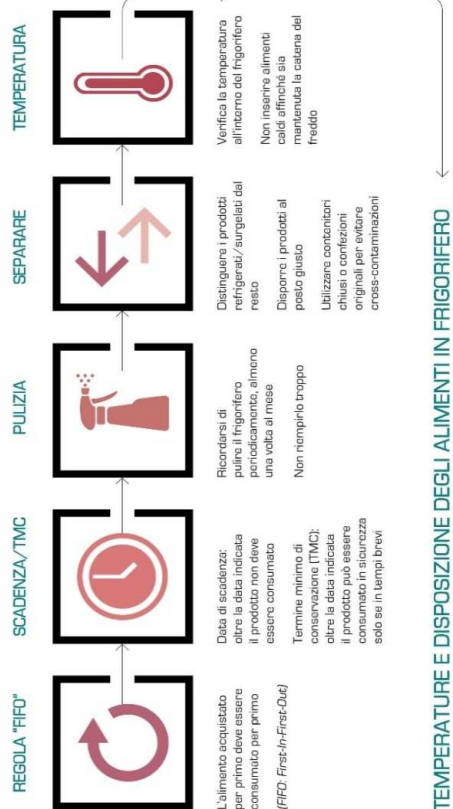 REGOLA "FIFO"
L'alimento acquistato
per primo deve essere
consumato per primo
(FIFO: First-In-First-Out)
SCADENZA/TMC
Data di scadenza:
oltre la data indicata
il prodotto non deve
essere consumato
Termine minimo di
conservazione (TMC):
oltre la data indicata
il prodotto può essere
consumato in sicurezza
solo se in tempi brevi
PULIZIA
Ricordarsi di
pulire il frigorifero
periodicamente, almeno
una volta al mese
Non riempirlo troppo
SEPARARE
Distinguere i prodotti
refrigerati/surgelati dal
resto
Disporre i prodotti al
posto giusto
Utilizzare contenitori
chiusi o confezioni
originali per evitare
cross-contaminazioni
TEMPERATURA
Verifica la temperatura
all'interno del frigorifero
Non inserire alimenti
caldi affinché sia
mantenuta la catena del
freddo
TEMPERATURE E DISPOSIZIONE DEGLI ALIMENTI IN FRIGORIFERO